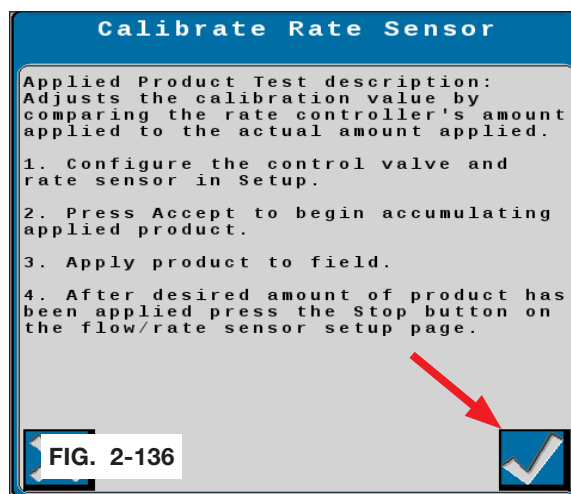 Calibrate Rate Sensor
Applied Product Test description:
Adjusts the calibration value by
comparing the rate controller's amount
applied to the actual amount applied.
1. Configure the control valve and
rate sensor in Setup.
2. Press Accept to begin accumulating
applied product.
3. Apply product to field.
4. After desired amount of product has
been applied press the Stop button on
the flow/rate sensor setup page.
FIG. 2-136